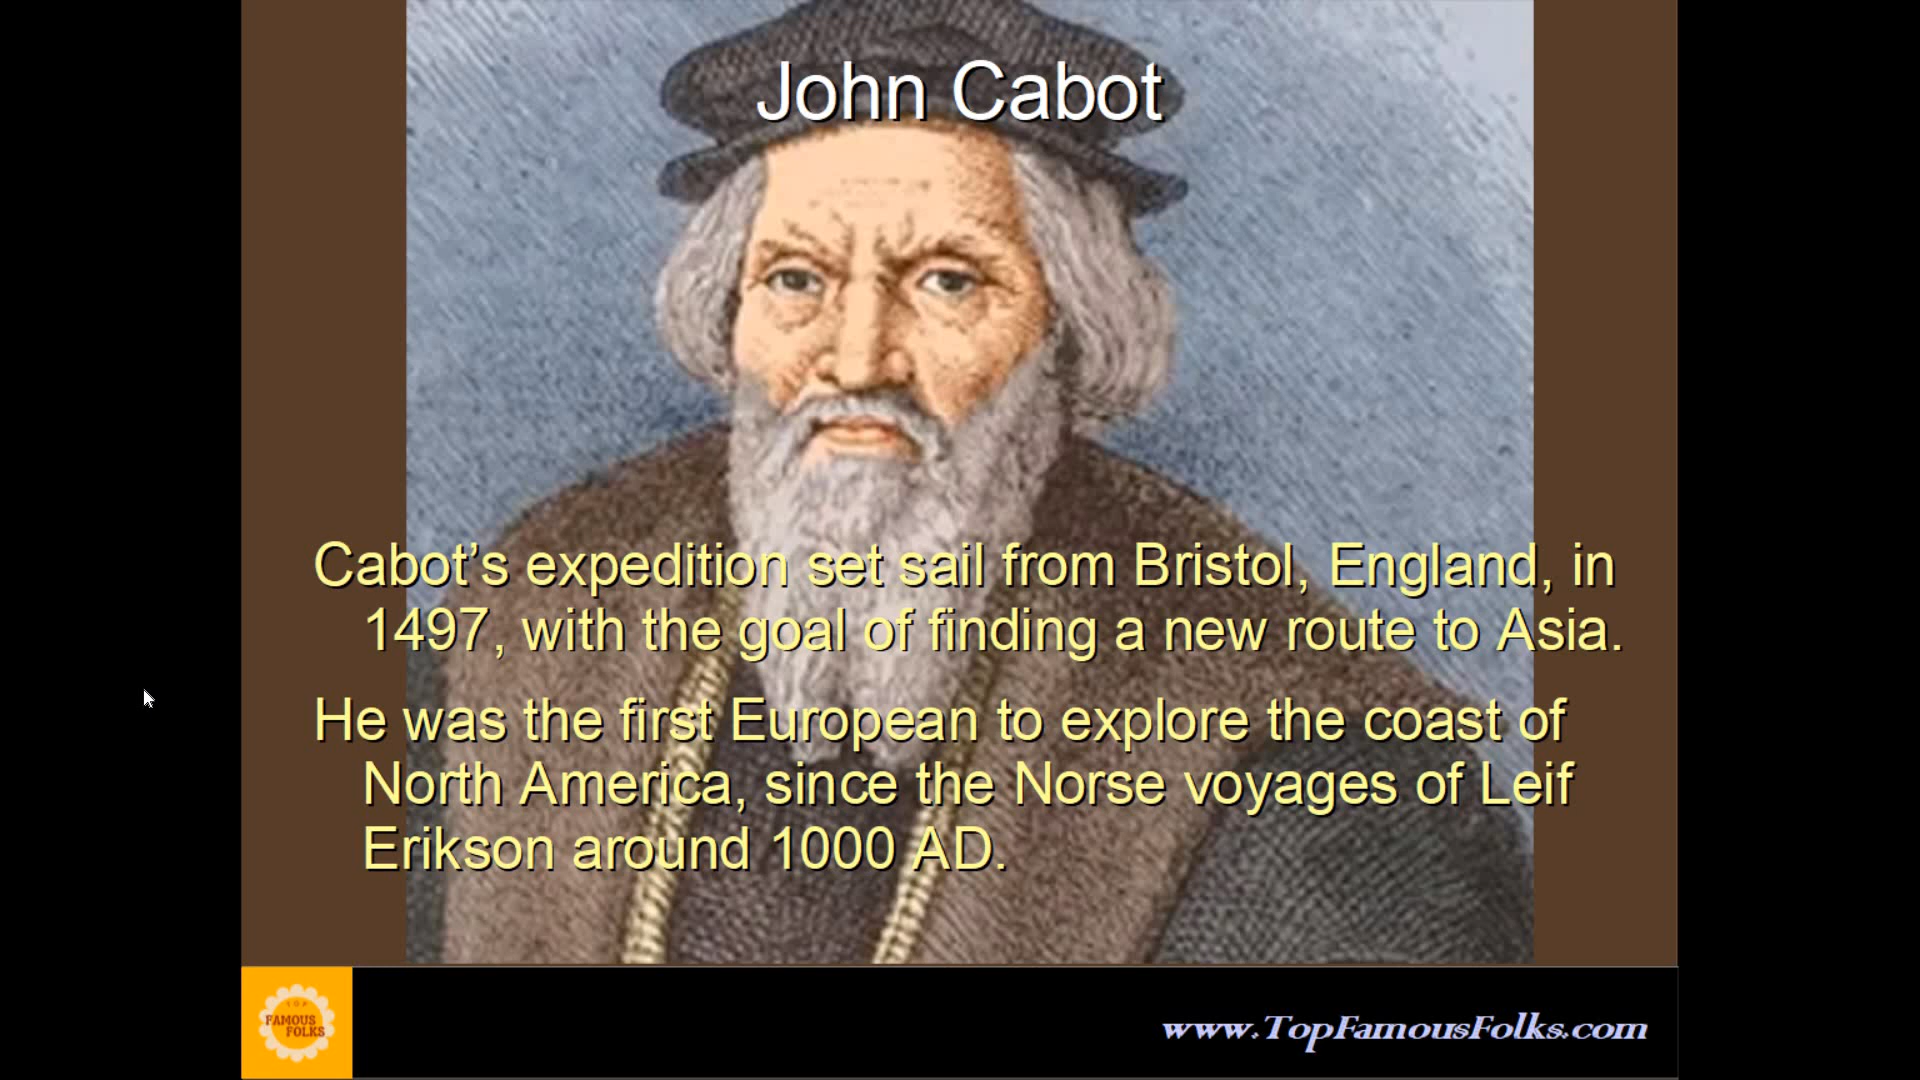 John Cabot
Cabot’s expedition set sail from Bristol, England, in
1497, with the goal of finding a new route to Asia.
He was the first European to explore the coast of
North America, since the Norse voyages of Leif
Erikson around 1000 AD.
TOP
FAMOUS
FOLKS
www.TopFamousFolks.com